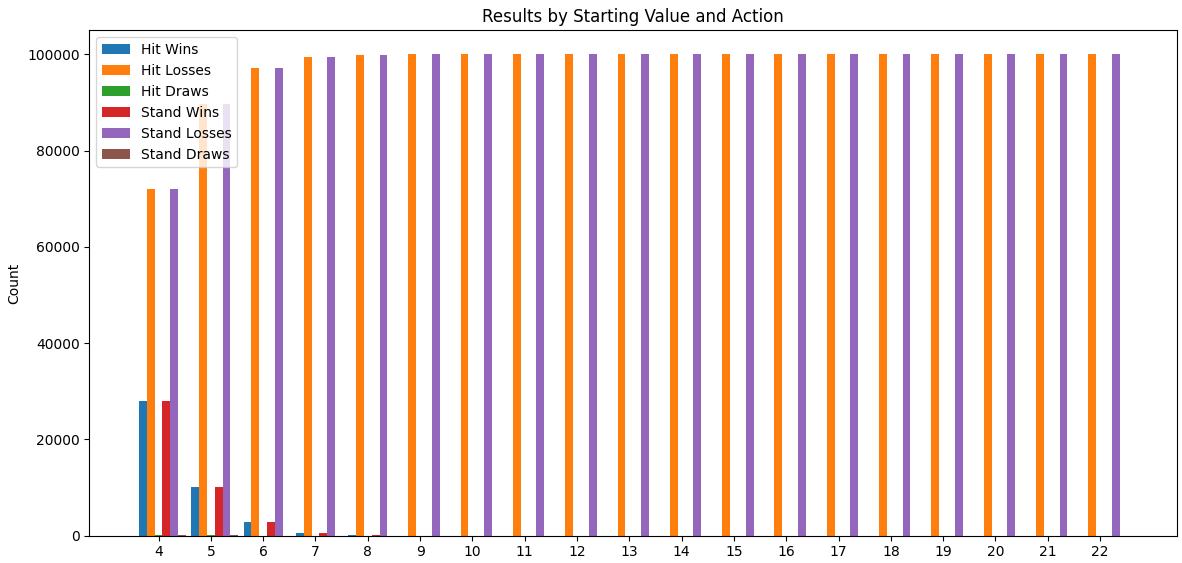 Results by Starting Value and Action
Hit Wins
Hit Losses
Hit Draws
Stand Wins
Stand Losses
Stand Draws
Count
100000
80000
60000
40000
20000
0
4 5 6 7 8 9 10 11 12 13 14 15 16 17 18 19 20 21 22